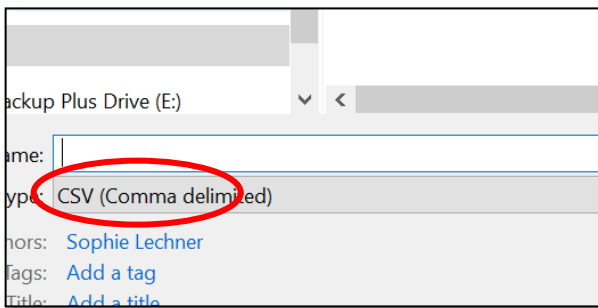 ackup Plus Drive (E:)
ame:
ype: CSV (Comma delimited)
hors: Sophie Lechner
Tags: Add a tag
Title: Add a title